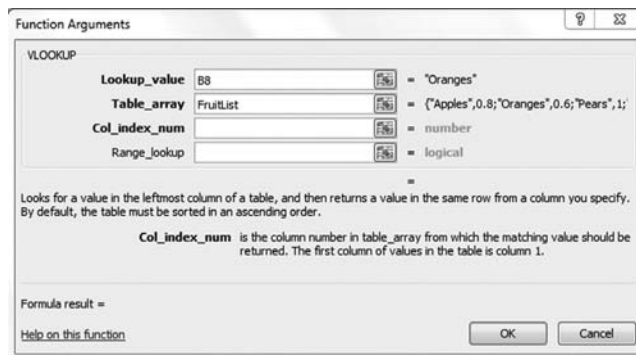 Function Arguments
VLOOKUP
Lookup_value B8 = "Oranges"
Table_array FruitList = {"Apples",0.8;"Oranges",0.6;"Pears",1;
Col_index_num = number
Range_lookup = logical
=
Looks for a value in the leftmost column of a table, and then returns a value in the same row from a column you specify.
By default, the table must be sorted in an ascending order.
Col_index_num is the column number in table_array from which the matching value should be
returned. The first column of values in the table is column 1.
Formula result =
Help on this function OK Cancel